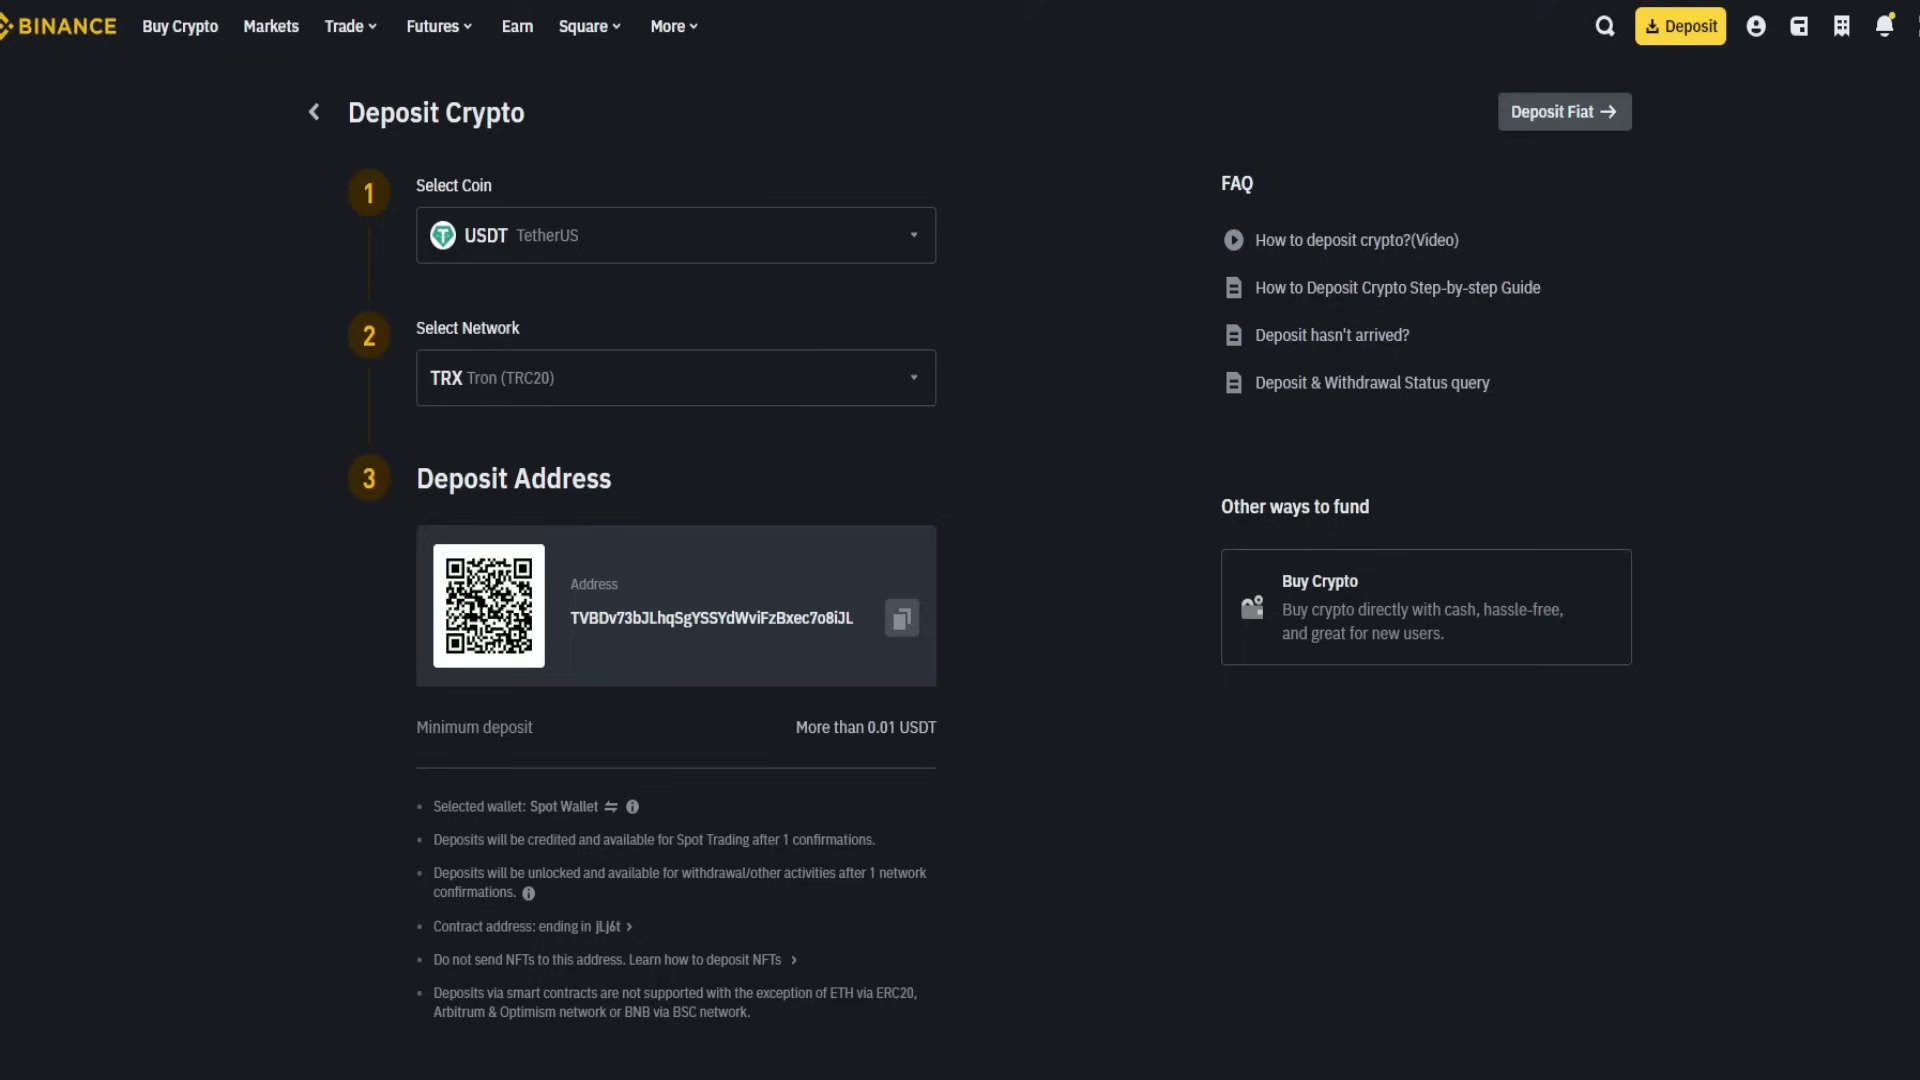 BINANCE Buy Crypto Markets Trade Futures Earn Square More Deposit
Deposit Crypto
Deposit Fiat →
1 Select Coin
USDT TetherUS
2 Select Network
TRX Tron (TRC20)
3 Deposit Address
Address
TVBDv73bJLhqSgYSSYdWviFzBxec7o8iJL
Minimum deposit More than 0.01 USDT
• Selected wallet: Spot Wallet
• Deposits will be credited and available for Spot Trading after 1 confirmations.
• Deposits will be unlocked and available for withdrawal/other activities after 1 network
confirmations.
• Contract address: ending in jLj6t >
• Do not send NFTs to this address. Learn how to deposit NFTs >
• Deposits via smart contracts are not supported with the exception of ETH via ERC20,
Arbitrum & Optimism network or BNB via BSC network.
FAQ
How to deposit crypto?(Video)
How to Deposit Crypto Step-by-step Guide
Deposit hasn't arrived?
Deposit & Withdrawal Status query
Other ways to fund
Buy Crypto
Buy crypto directly with cash, hassle-free,
and great for new users.